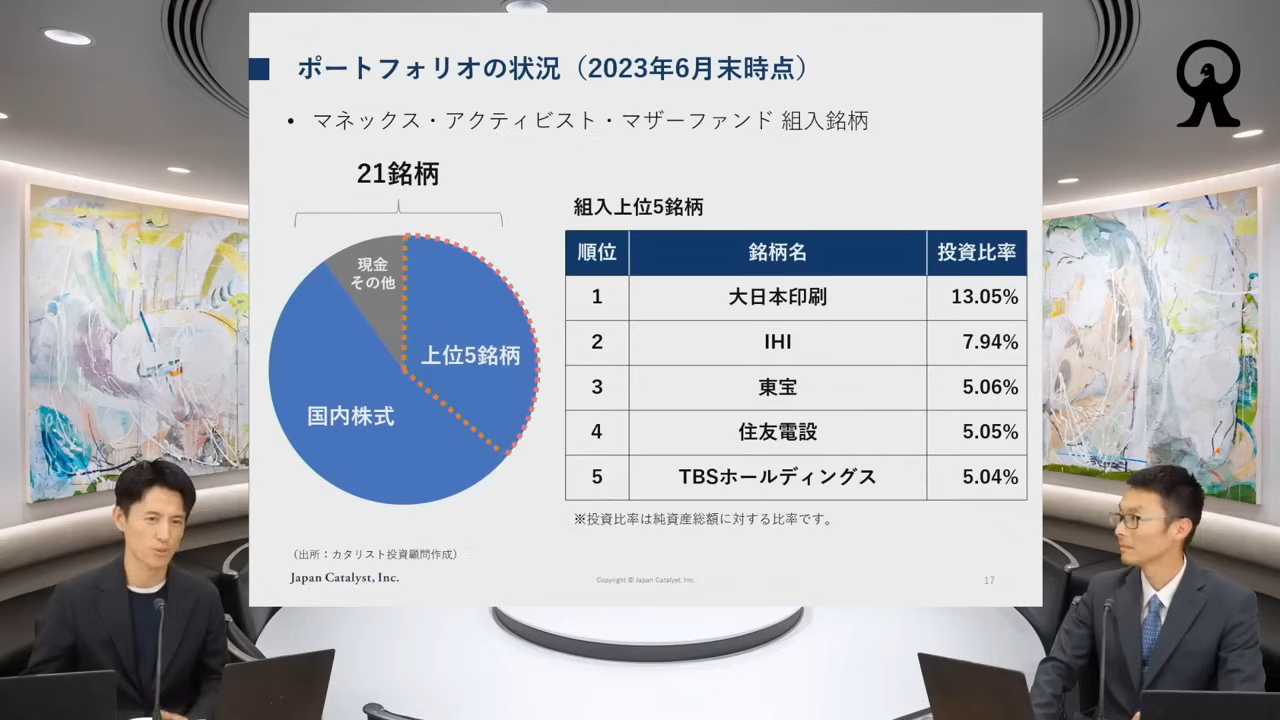 ポートフォリオの状況（2023年6月末時点）
• マネックス・アクティビスト・マザーファンド 組入銘柄
21銘柄
現金
その他
上位5銘柄
国内株式
組入上位5銘柄
順位 銘柄名 投資比率
1 大日本印刷 13.05%
2 IHI 7.94%
3 東宝 5.06%
4 住友電設 5.05%
5 TBSホールディングス 5.04%
※投資比率は純資産総額に対する比率です。
（出所：カタリスト投資顧問作成）
Japan Catalyst, Inc.
Copyright © Japan Catalyst, Inc.
17